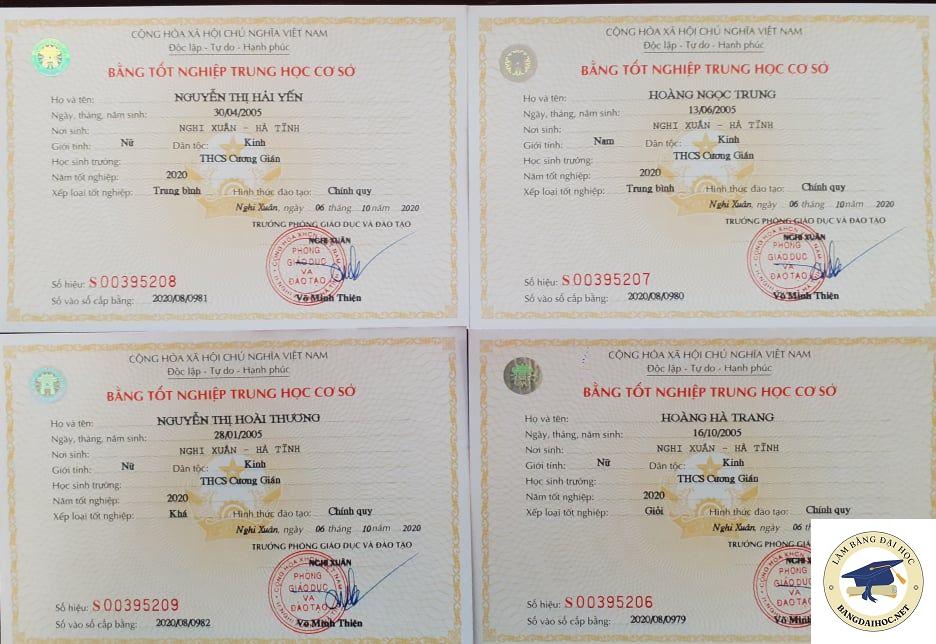 CỘNG HÒA XÃ HỘI CHỦ NGHĨA VIỆT NAM
Độc lập - Tự do - Hạnh phúc
BẰNG TỐT NGHIỆP TRUNG HỌC CƠ SỞ
Họ và tên: NGUYỄN THỊ HẢI YẾN
Ngày, tháng, năm sinh: 30/04/2005
Nơi sinh: NGHI XUÂN - HÀ TĨNH
Giới tính: Nữ Dân tộc: Kinh
Học sinh trường: THCS Cương Gián
Năm tốt nghiệp: 2020
Xếp loại tốt nghiệp: Trung bình Hình thức đào tạo: Chính quy
Nghi Xuân, ngày 06 tháng 10 năm 2020
TRƯỞNG PHÒNG GIÁO DỤC VÀ ĐÀO TẠO
NGHI XUÂN
PHÒNG
GIÁO DỤC
VÀ
ĐÀO TẠO
Võ Minh Thiện
Số hiệu: S00395208
Số vào sổ cấp bằng: 2020/08/0981
CỘNG HÒA XÃ HỘI CHỦ NGHĨA VIỆT NAM
Độc lập - Tự do - Hạnh phúc
BẰNG TỐT NGHIỆP TRUNG HỌC CƠ SỞ
Họ và tên: HOÀNG NGỌC TRUNG
Ngày, tháng, năm sinh: 13/06/2005
Nơi sinh: NGHI XUÂN - HÀ TĨNH
Giới tính: Nam Dân tộc: Kinh
Học sinh trường: THCS Cương Gián
Năm tốt nghiệp: 2020
Xếp loại tốt nghiệp: Trung bình Hình thức đào tạo: Chính quy
Nghi Xuân, ngày 06 tháng 10 năm 2020
TRƯỞNG PHÒNG GIÁO DỤC VÀ ĐÀO TẠO
NGHI XUÂN
PHÒNG
GIÁO DỤC
VÀ
ĐÀO TẠO
Võ Minh Thiện
Số hiệu: S00395207
Số vào sổ cấp bằng: 2020/08/0980
CỘNG HÒA XÃ HỘI CHỦ NGHĨA VIỆT NAM
Độc lập - Tự do - Hạnh phúc
BẰNG TỐT NGHIỆP TRUNG HỌC CƠ SỞ
Họ và tên: NGUYỄN THỊ HOÀI THƯƠNG
Ngày, tháng, năm sinh: 28/01/2005
Nơi sinh: NGHI XUÂN - HÀ TĨNH
Giới tính: Nữ Dân tộc: Kinh
Học sinh trường: THCS Cương Gián
Năm tốt nghiệp: 2020
Xếp loại tốt nghiệp: Khá Hình thức đào tạo: Chính quy
Nghi Xuân, ngày 06 tháng 10 năm 2020
TRƯỞNG PHÒNG GIÁO DỤC VÀ ĐÀO TẠO
NGHI XUÂN
PHÒNG
GIÁO DỤC
VÀ
ĐÀO TẠO
Võ Minh Thiện
Số hiệu: S00395209
Số vào sổ cấp bằng: 2020/08/0982
CỘNG HÒA XÃ HỘI CHỦ NGHĨA VIỆT NAM
Độc lập - Tự do - Hạnh phúc
BẰNG TỐT NGHIỆP TRUNG HỌC CƠ SỞ
Họ và tên: HOÀNG HÀ TRANG
Ngày, tháng, năm sinh: 16/10/2005
Nơi sinh: NGHI XUÂN - HÀ TĨNH
Giới tính: Nữ Dân tộc: Kinh
Học sinh trường: THCS Cương Gián
Năm tốt nghiệp: 2020
Xếp loại tốt nghiệp: Giỏi Hình thức đào tạo: Chính quy
Nghi Xuân, ngày 06
TRƯỞNG PHÒNG
PHÒNG
VÀ
Số hiệu: S00395206
Số vào sổ cấp bằng: 2020/08/0979
LÀM BẰNG ĐẠI HỌC
BANGDAIHOC.NET